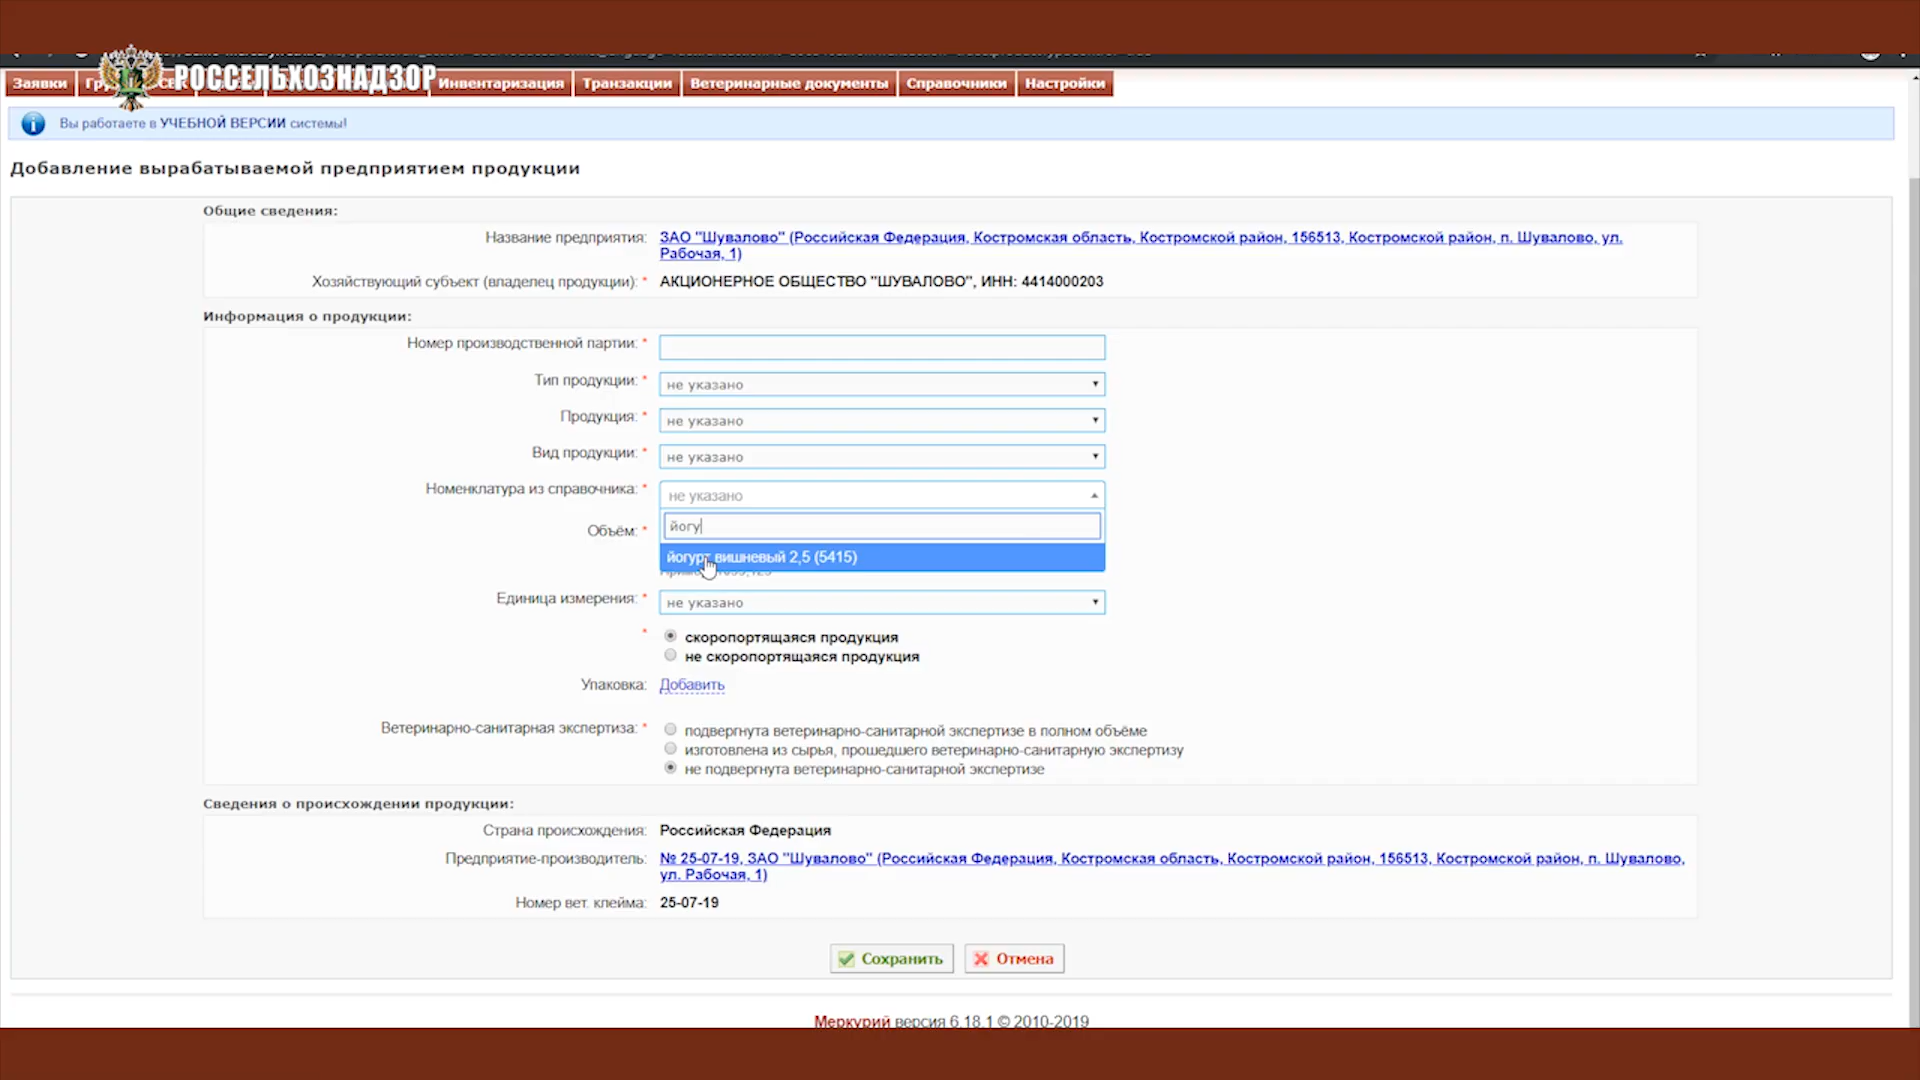 РОССЕЛЬХОЗНАДЗОР
Заявки
Инвентаризация
Транзакции
Ветеринарные документы
Справочники
Настройки
Вы работаете в УЧЕБНОЙ ВЕРСИИ системы!
Добавление вырабатываемой предприятием продукции
Общие сведения:
Название предприятия: ЗАО "Шувалово" (Российская Федерация, Костромская область, Костромской район, 156513, Костромской район, п. Шувалово, ул.
Рабочая, 1)
Хозяйствующий субъект (владелец продукции): * АКЦИОНЕРНОЕ ОБЩЕСТВО "ШУВАЛОВО", ИНН: 4414000203
Информация о продукции:
Номер производственной партии: *
Тип продукции: * не указано
Продукция: * не указано
Вид продукции: * не указано
Номенклатура из справочника: * не указано
йогу
Объём: *
йогурт вишневый 2,5 (5415)
Единица измерения: * не указано
* скоропортящаяся продукция
не скоропортящаяся продукция
Упаковка: Добавить
Ветеринарно-санитарная экспертиза: * подвергнута ветеринарно-санитарной экспертизе в полном объёме
изготовлена из сырья, прошедшего ветеринарно-санитарную экспертизу
не подвергнута ветеринарно-санитарной экспертизе
Сведения о происхождении продукции:
Страна происхождения: Российская Федерация
Предприятие-производитель: № 25-07-19, ЗАО "Шувалово" (Российская Федерация, Костромская область, Костромской район, 156513, Костромской район, п. Шувалово,
ул. Рабочая, 1)
Номер вет. клейма: 25-07-19
Сохранить
Отмена
Меркурий версия 6.18.1 © 2010-2019